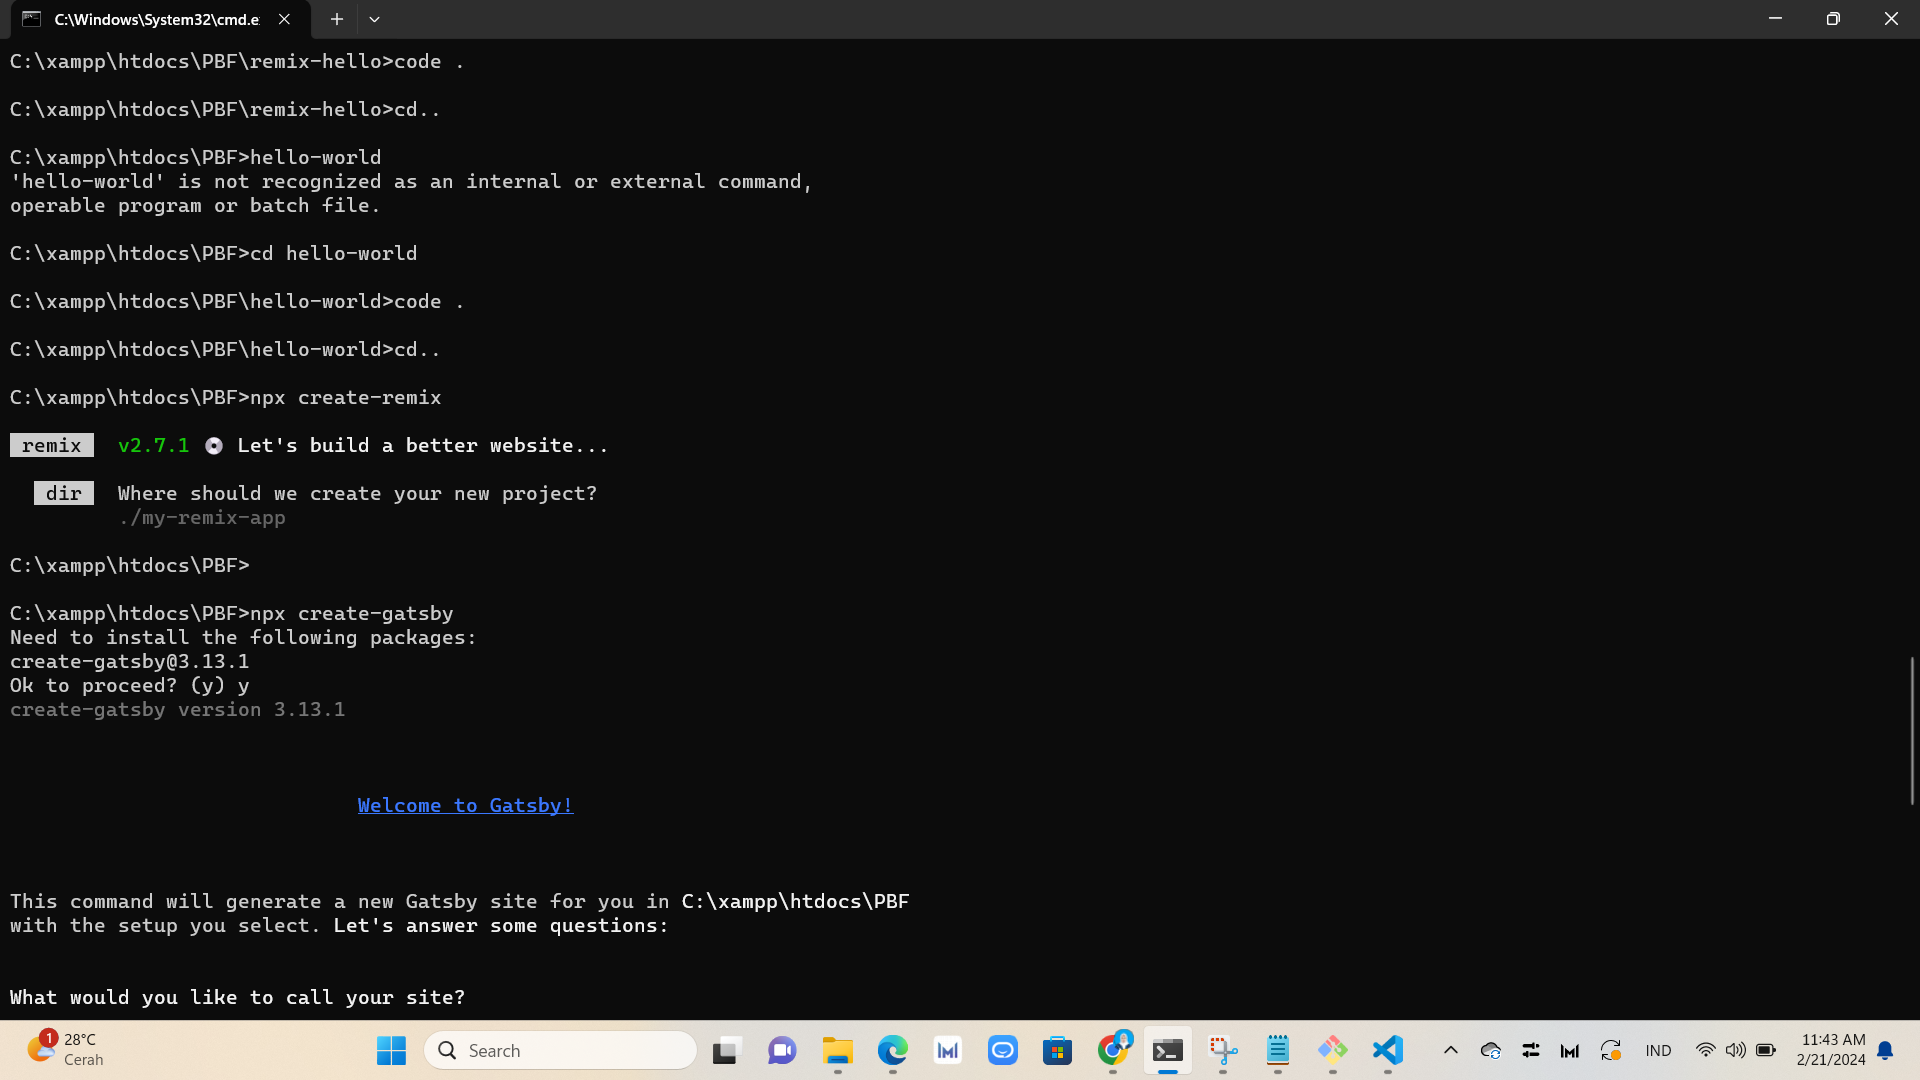 C:\Windows\System32\cmd.e
C:\xampp\htdocs\PBF\remix-hello>code .
C:\xampp\htdocs\PBF\remix-hello>cd..
C:\xampp\htdocs\PBF>hello-world
'hello-world' is not recognized as an internal or external command,
operable program or batch file.
C:\xampp\htdocs\PBF>cd hello-world
C:\xampp\htdocs\PBF\hello-world>code .
C:\xampp\htdocs\PBF\hello-world>cd..
C:\xampp\htdocs\PBF>npx create-remix
remix v2.7.1 💿 Let's build a better website...
dir Where should we create your new project?
./my-remix-app
C:\xampp\htdocs\PBF>
C:\xampp\htdocs\PBF>npx create-gatsby
Need to install the following packages:
create-gatsby@3.13.1
Ok to proceed? (y) y
create-gatsby version 3.13.1
Welcome to Gatsby!
This command will generate a new Gatsby site for you in C:\xampp\htdocs\PBF
with the setup you select. Let's answer some questions:
What would you like to call your site?
1
28°C
Cerah
Search
IND
11:43 AM
2/21/2024